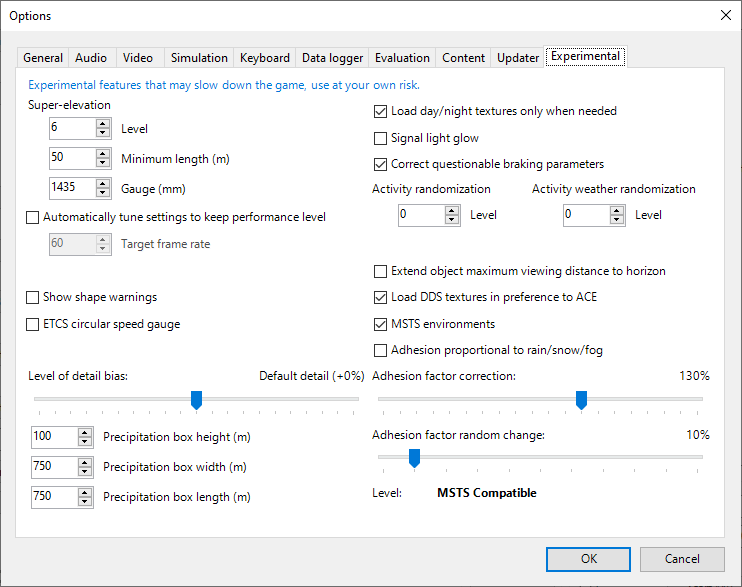 Options
General Audio Video Simulation Keyboard Data logger Evaluation Content Updater Experimental
Experimental features that may slow down the game, use at your own risk.
Super-elevation
6 Level
50 Minimum length (m)
1435 Gauge (mm)
Automatically tune settings to keep performance level
60 Target frame rate
Show shape warnings
ETCS circular speed gauge
Level of detail bias: Default detail (+0%)
100 Precipitation box height (m)
750 Precipitation box width (m)
750 Precipitation box length (m)
Load day/night textures only when needed
Signal light glow
Correct questionable braking parameters
Activity randomization Activity weather randomization
0 Level 0 Level
Extend object maximum viewing distance to horizon
Load DDS textures in preference to ACE
MSTS environments
Adhesion proportional to rain/snow/fog
Adhesion factor correction: 130%
Adhesion factor random change: 10%
Level: MSTS Compatible
OK Cancel